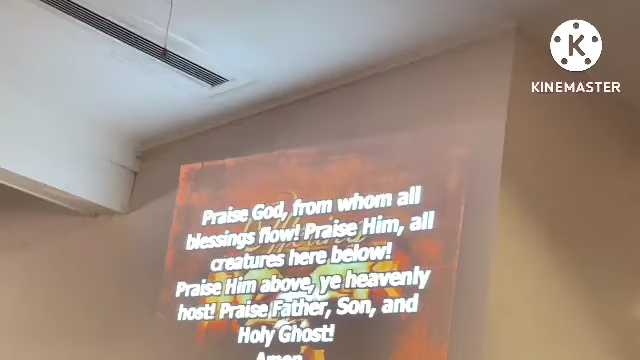 KINEMASTER
Praise God, from whom all
blessings flow! Praise Him, all
creatures here below!
Praise Him above, ye heavenly
host! Praise Father, Son, and
Holy Ghost!
Amen